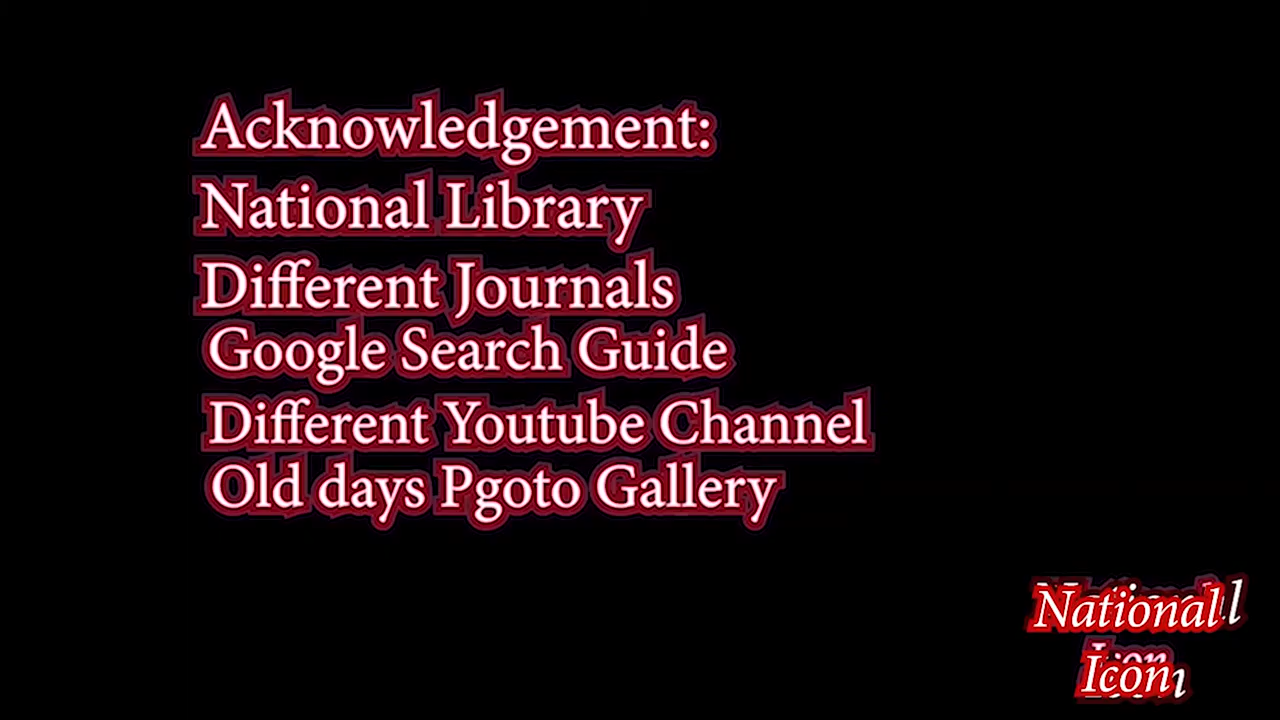 Acknowledgement:
National Library
Different Journals
Google Search Guide
Different Youtube Channel
Old days Pgoto Gallery
National
Icon